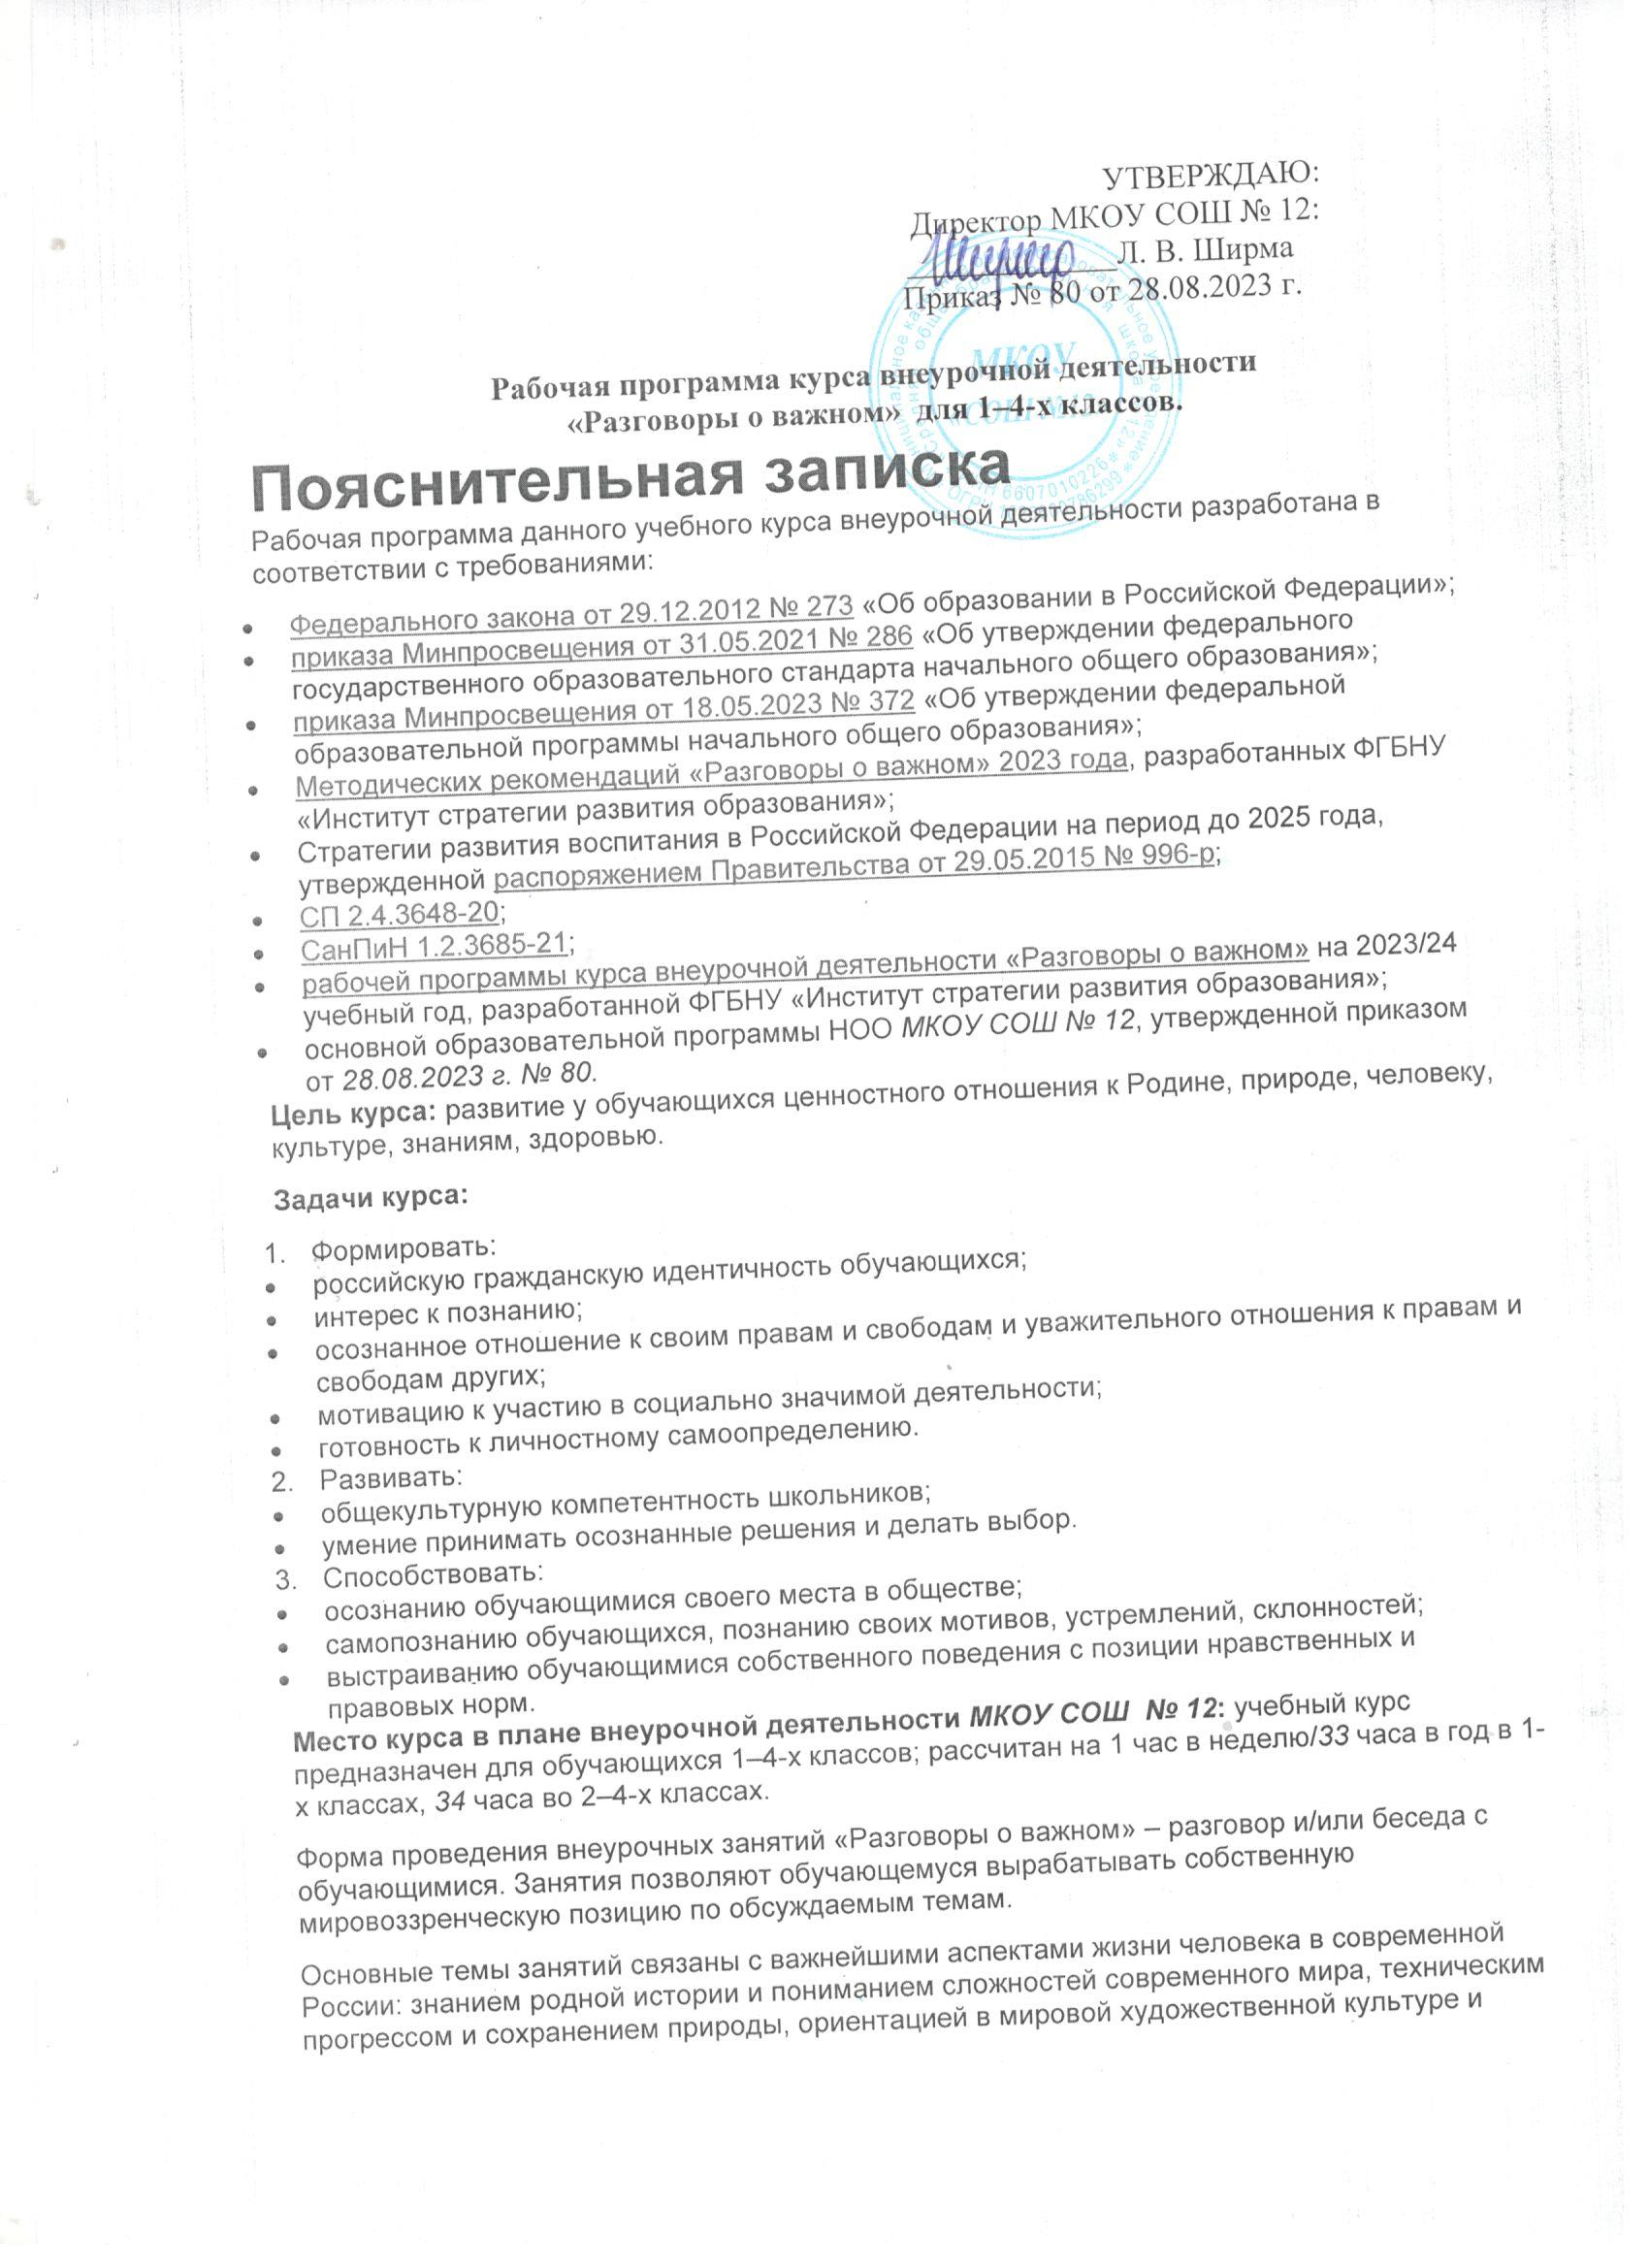 УТВЕРЖДАЮ:
Директор МКОУ СОШ № 12:
____________Л. В. Ширма
Приказ № 80 от 28.08.2023 г.
МКОУ
Рабочая программа курса внеурочной деятельности
«Разговоры о важном» для 1–4-х классов.
Пояснительная записка
Рабочая программа данного учебного курса внеурочной деятельности разработана в
соответствии с требованиями:
• Федерального закона от 29.12.2012 № 273 «Об образовании в Российской Федерации»;
• приказа Минпросвещения от 31.05.2021 № 286 «Об утверждении федерального
государственного образовательного стандарта начального общего образования»;
• приказа Минпросвещения от 18.05.2023 № 372 «Об утверждении федеральной
образовательной программы начального общего образования»;
• Методических рекомендаций «Разговоры о важном» 2023 года, разработанных ФГБНУ
«Институт стратегии развития образования»;
• Стратегии развития воспитания в Российской Федерации на период до 2025 года,
утвержденной распоряжением Правительства от 29.05.2015 № 996-р;
• СП 2.4.3648-20;
• СанПиН 1.2.3685-21;
• рабочей программы курса внеурочной деятельности «Разговоры о важном» на 2023/24
учебный год, разработанной ФГБНУ «Институт стратегии развития образования»;
• основной образовательной программы НОО МКОУ СОШ № 12, утвержденной приказом
от 28.08.2023 г. № 80.
Цель курса: развитие у обучающихся ценностного отношения к Родине, природе, человеку,
культуре, знаниям, здоровью.
Задачи курса:
1. Формировать:
• российскую гражданскую идентичность обучающихся;
• интерес к познанию;
• осознанное отношение к своим правам и свободам и уважительного отношения к правам и
свободам других;
• мотивацию к участию в социально значимой деятельности;
• готовность к личностному самоопределению.
2. Развивать:
• общекультурную компетентность школьников;
• умение принимать осознанные решения и делать выбор.
3. Способствовать:
• осознанию обучающимися своего места в обществе;
• самопознанию обучающихся, познанию своих мотивов, устремлений, склонностей;
• выстраиванию обучающимися собственного поведения с позиции нравственных и
правовых норм.
Место курса в плане внеурочной деятельности МКОУ СОШ № 12: учебный курс
предназначен для обучающихся 1–4-х классов; рассчитан на 1 час в неделю/33 часа в год в 1-
х классах, 34 часа во 2–4-х классах.
Форма проведения внеурочных занятий «Разговоры о важном» – разговор и/или беседа с
обучающимися. Занятия позволяют обучающемуся вырабатывать собственную
мировоззренческую позицию по обсуждаемым темам.
Основные темы занятий связаны с важнейшими аспектами жизни человека в современной
России: знанием родной истории и пониманием сложностей современного мира, техническим
прогрессом и сохранением природы, ориентацией в мировой художественной культуре и